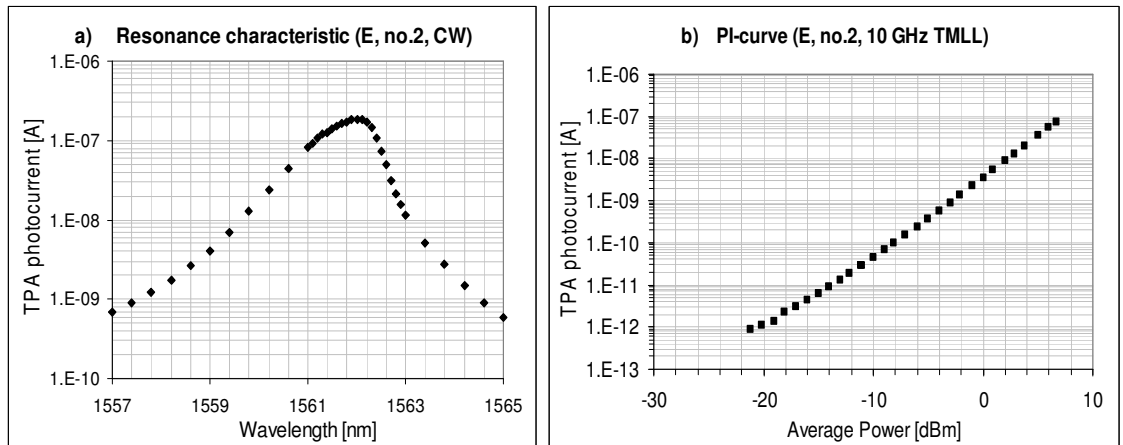 a) Resonance characteristic (E, no.2, CW)
TPA photocurrent [A]
1.E-06
1.E-07
1.E-08
1.E-09
1.E-10
1557 1559 1561 1563 1565
Wavelength [nm]
b) PI-curve (E, no.2, 10 GHz TMLL)
TPA photocurrent [A]
1.E-06
1.E-07
1.E-08
1.E-09
1.E-10
1.E-11
1.E-12
1.E-13
-30 -20 -10 0 10
Average Power [dBm]